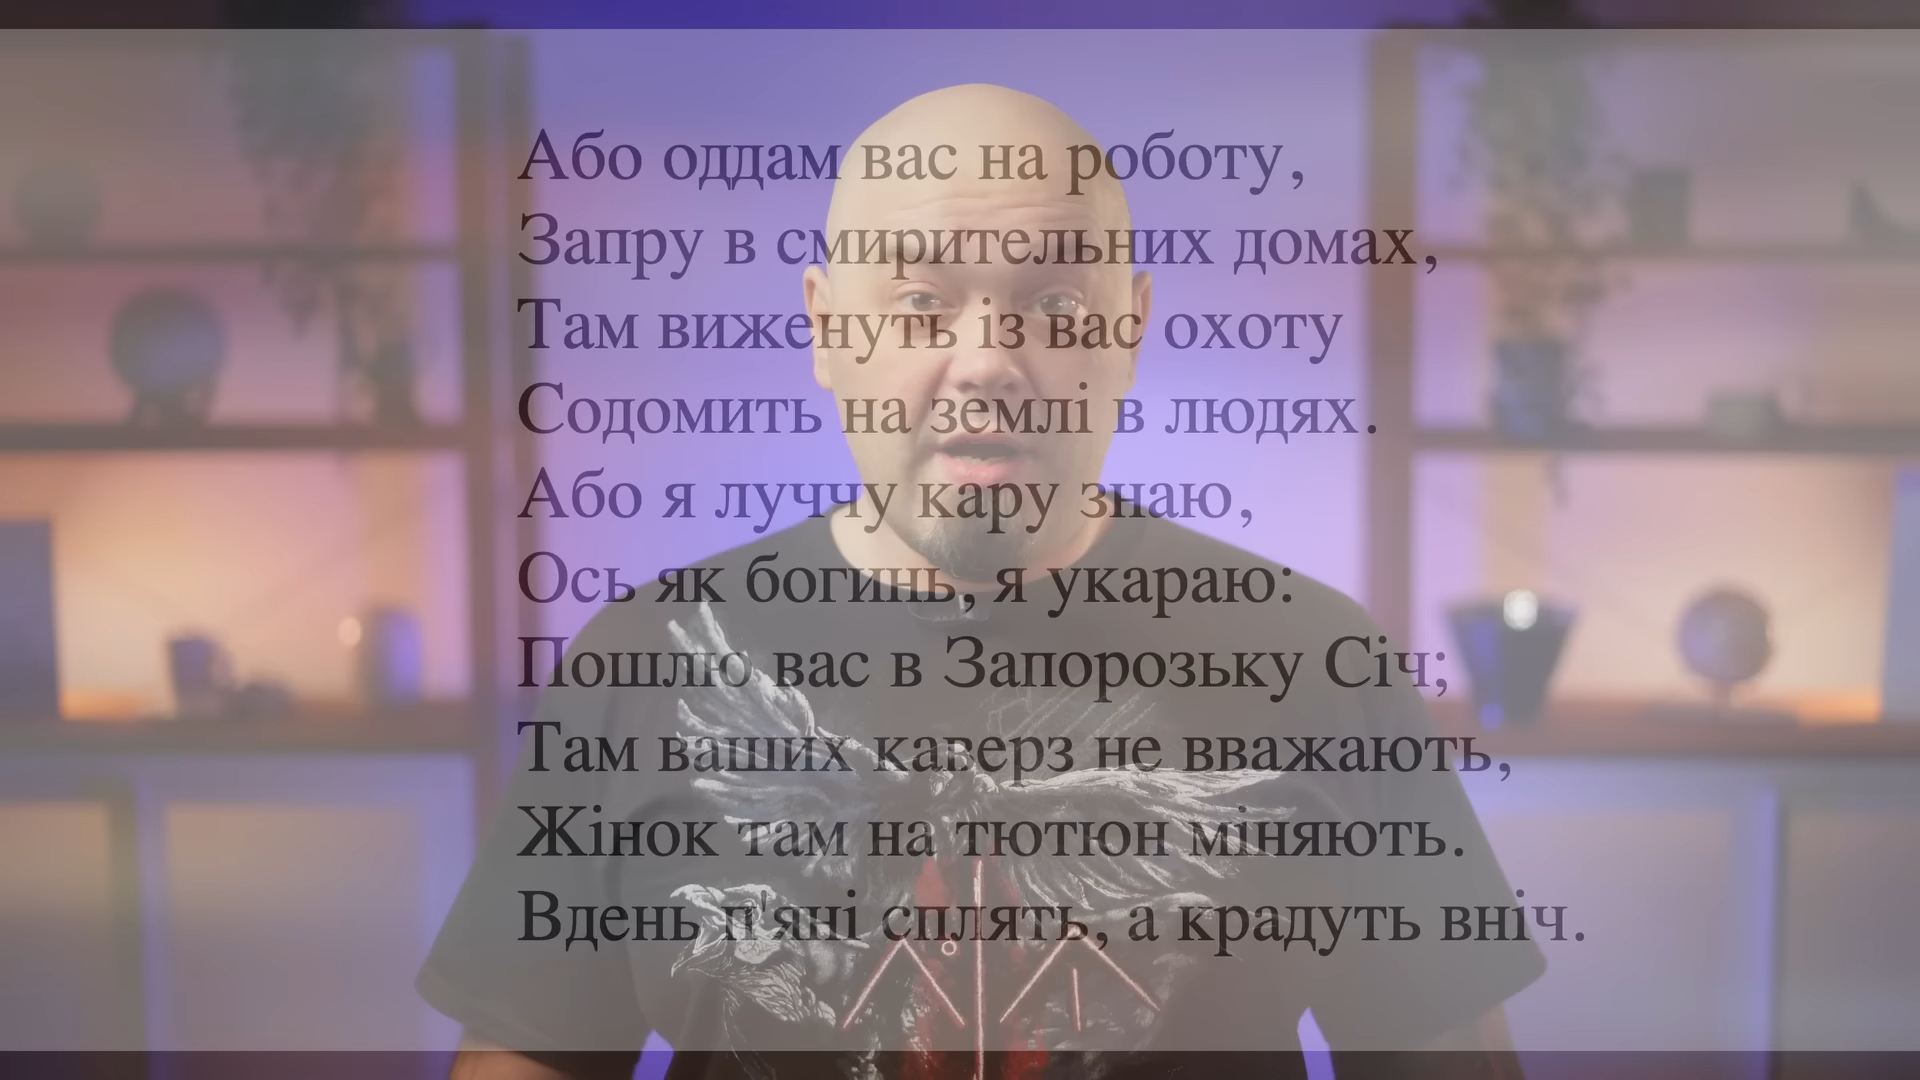 Або оддам вас на роботу,
Запру в смирительних домах,
Там виженуть із вас охоту
Содомить на землі в людях.
Або я луччу кару знаю,
Ось як богинь, я укараю:
Пошлю вас в Запорозьку Січ;
Там ваших каверз не вважають,
Жінок там на тютюн міняють.
Вдень п'яні сплять, а крадуть вніч.